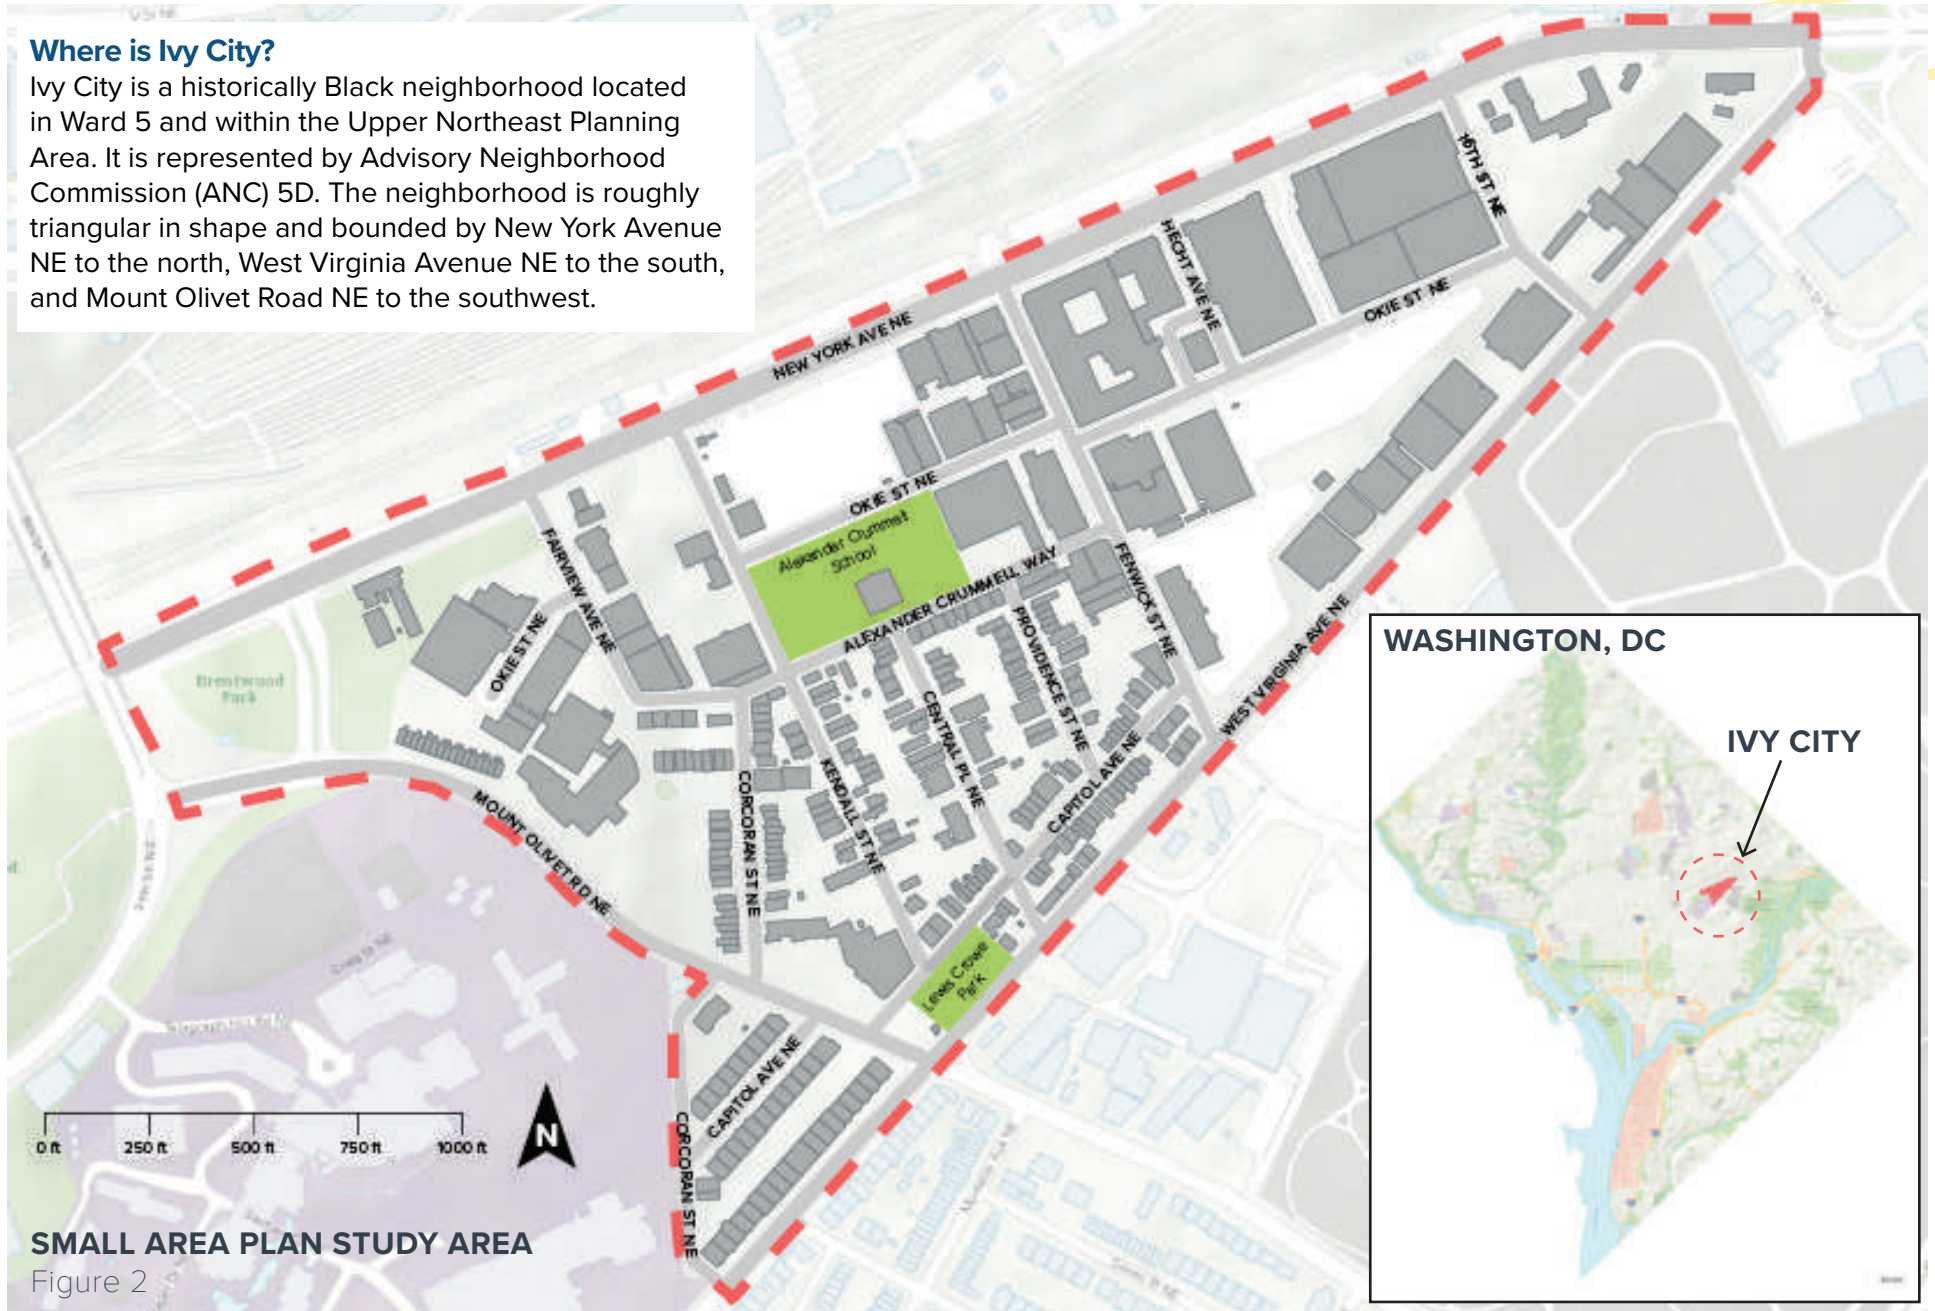 Where is Ivy City?
Ivy City is a historically Black neighborhood located
in Ward 5 and within the Upper Northeast Planning
Area. It is represented by Advisory Neighborhood
Commission (ANC) 5D. The neighborhood is roughly
triangular in shape and bounded by New York Avenue
NE to the north, West Virginia Avenue NE to the south,
and Mount Olivet Road NE to the southwest.
NEW YORK AVE NE
HECHT AVE NE
16TH ST NE
OKIE ST NE
OKIE ST NE
Alexander Crummell
School
ALEXANDER CRUMMELL WAY
FAIRVIEW AVE NE
OKIE ST NE
Brentwood
Park
FENWICK ST NE
PROVIDENCE ST NE
CENTRAL PL NE
KENDALL ST NE
CORCORAN ST NE
CAPITOL AVE NE
WEST VIRGINIA AVE NE
MOUNT OLIVET RD NE
Lewis Crowe
Park
CAPITOL AVE NE
CORCORAN ST NE
WASHINGTON, DC
IVY CITY
0 ft
250 ft
500 ft
750 ft
1000 ft
N
SMALL AREA PLAN STUDY AREA
Figure 2